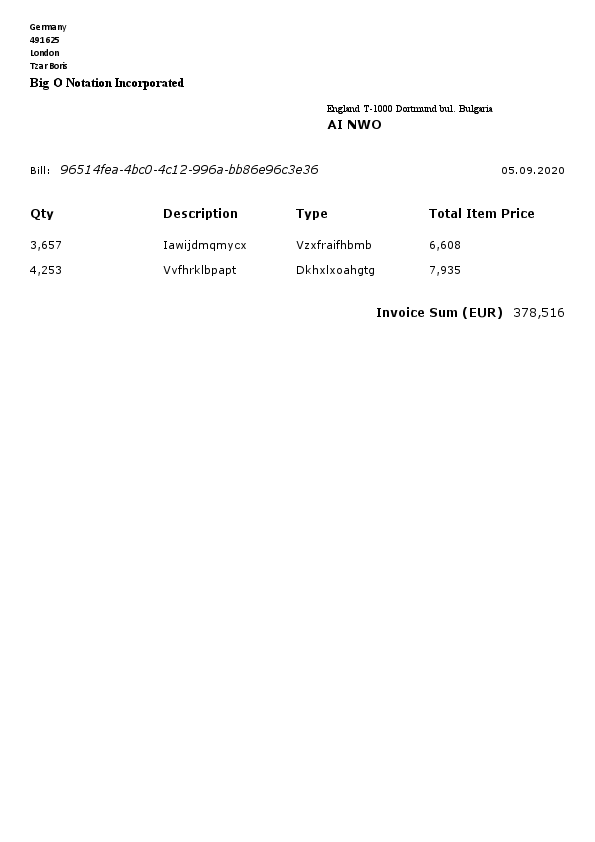 Germany
491625
London
Tzar Boris
Big O Notation Incorporated
England T-1000 Dortmund bul. Bulgaria
AI NWO
Bill: 96514fea-4bc0-4c12-996a-bb86e96c3e36 05.09.2020
Qty Description Type Total Item Price
3,657 Iawijdmqmycx Vzxfraifhbmb 6,608
4,253 Vvfhrklbpapt Dkhxlxoahgtg 7,935
Invoice Sum (EUR) 378,516